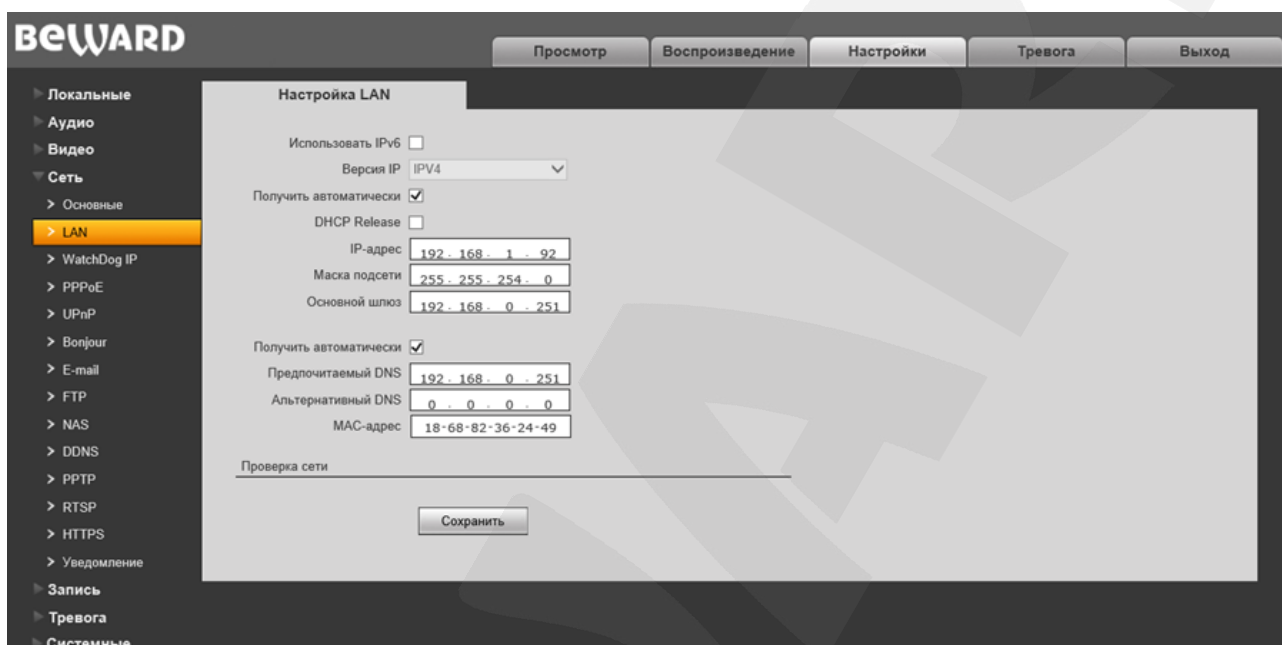 BEWARD
Просмотр Воспроизведение Настройки Тревога Выход
Локальные
Аудио
Видео
Сеть
> Основные
> LAN
> WatchDog IP
> PPPoE
> UPnP
> Bonjour
> E-mail
> FTP
> NAS
> DDNS
> PPTP
> RTSP
> HTTPS
> Уведомление
Запись
Тревога
Системные
Настройка LAN
Использовать IPv6
Версия IP IPV4
Получить автоматически
DHCP Release
IP-адрес 192 . 168 . 1 . 92
Маска подсети 255 . 255 . 254 . 0
Основной шлюз 192 . 168 . 0 . 251
Получить автоматически
Предпочитаемый DNS 192 . 168 . 0 . 251
Альтернативный DNS 0 . 0 . 0 . 0
MAC-адрес 18-68-82-36-24-49
Проверка сети
Сохранить